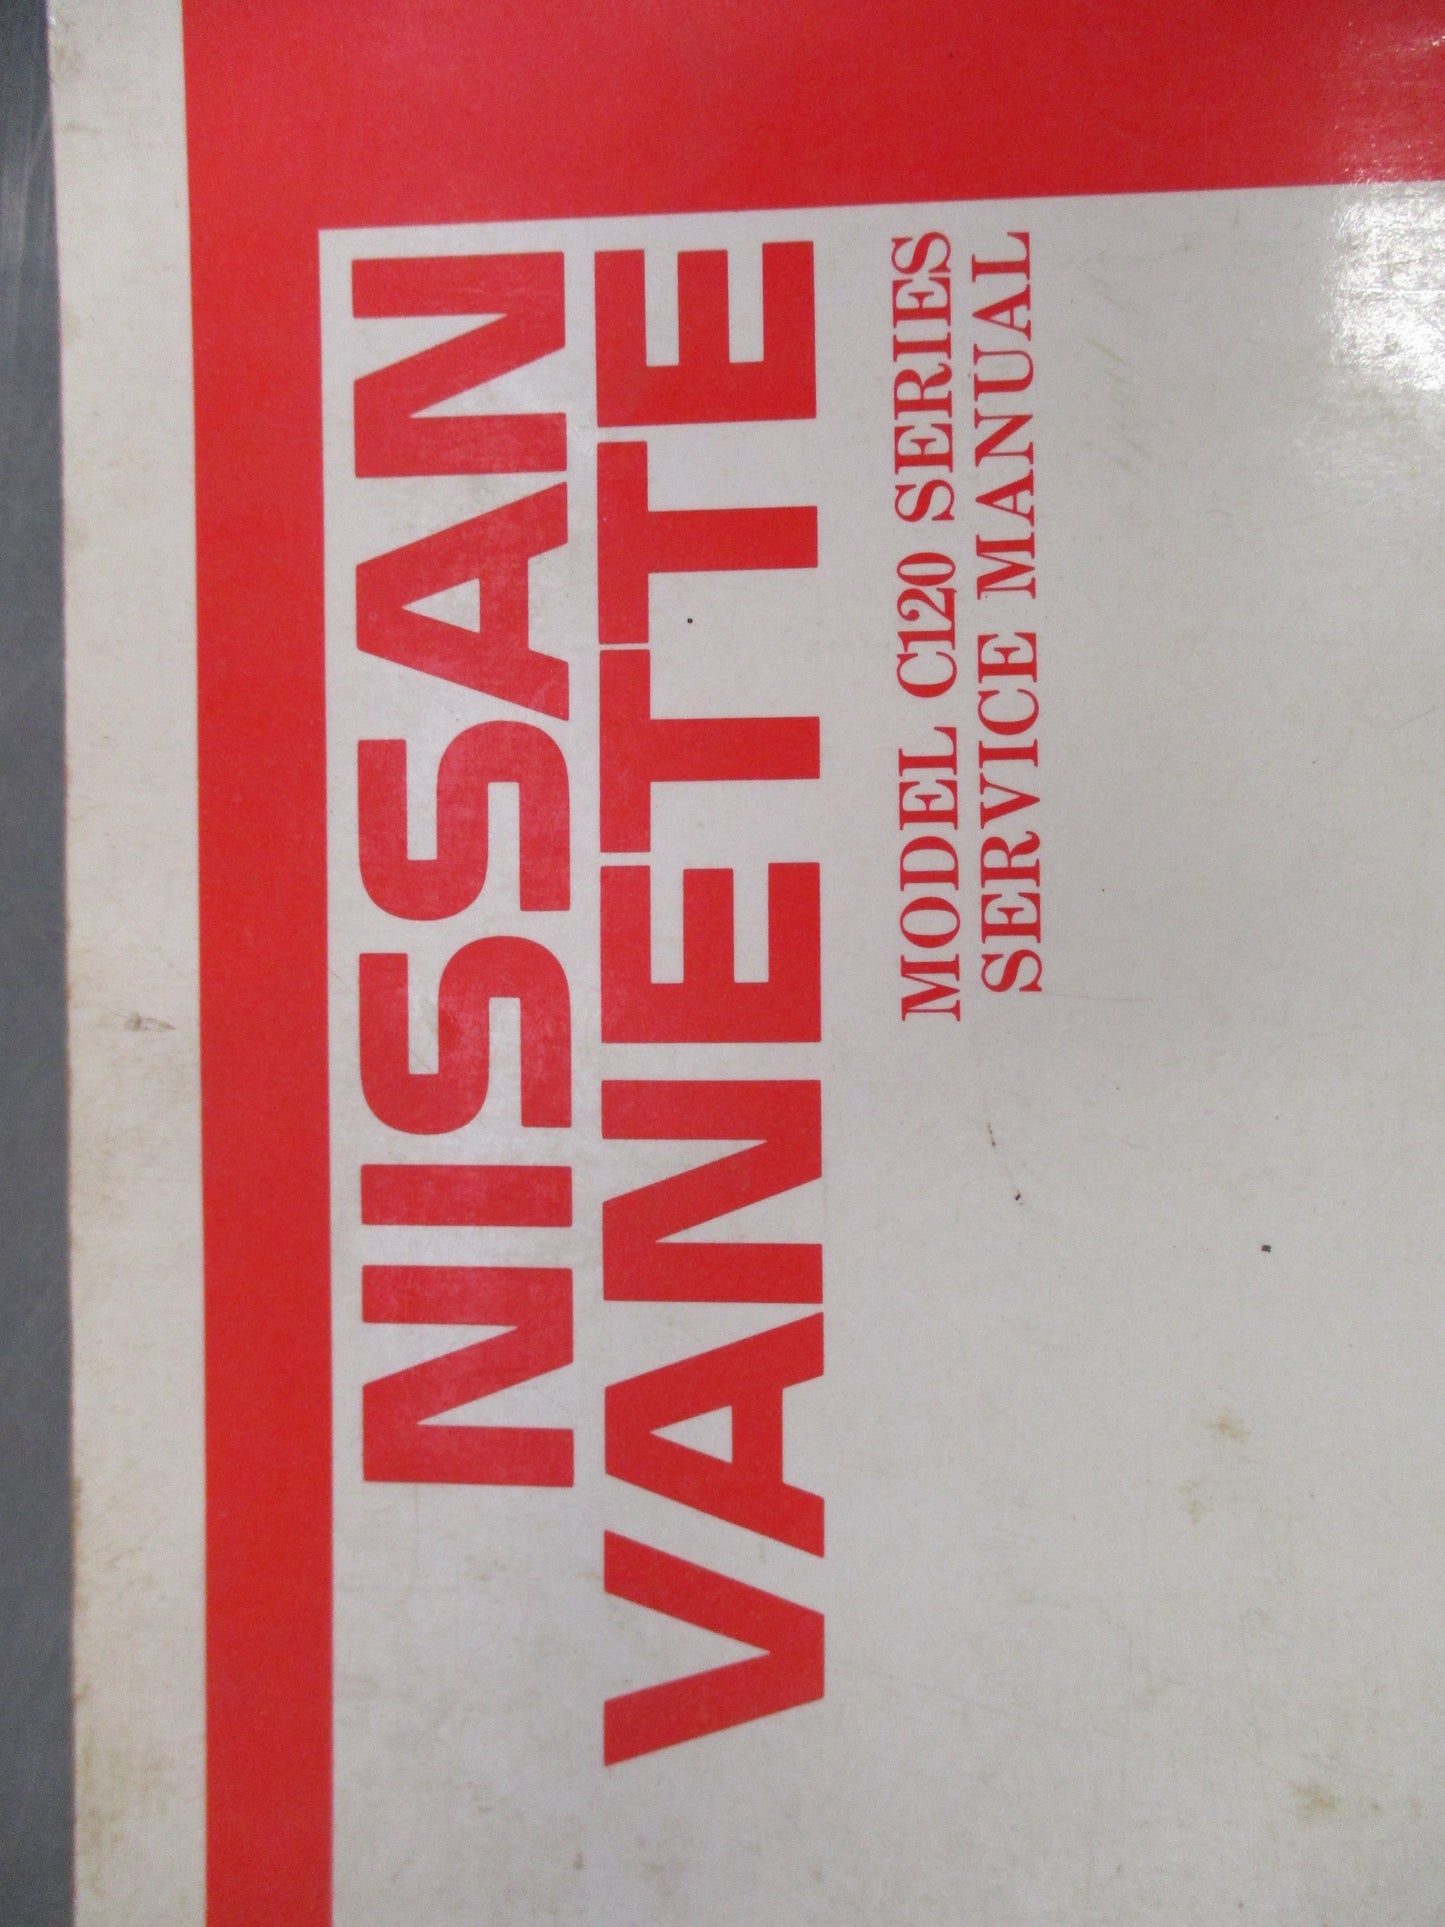 NISSAN
VANETTE
MODEL C120 SERIES
SERVICE MANUAL